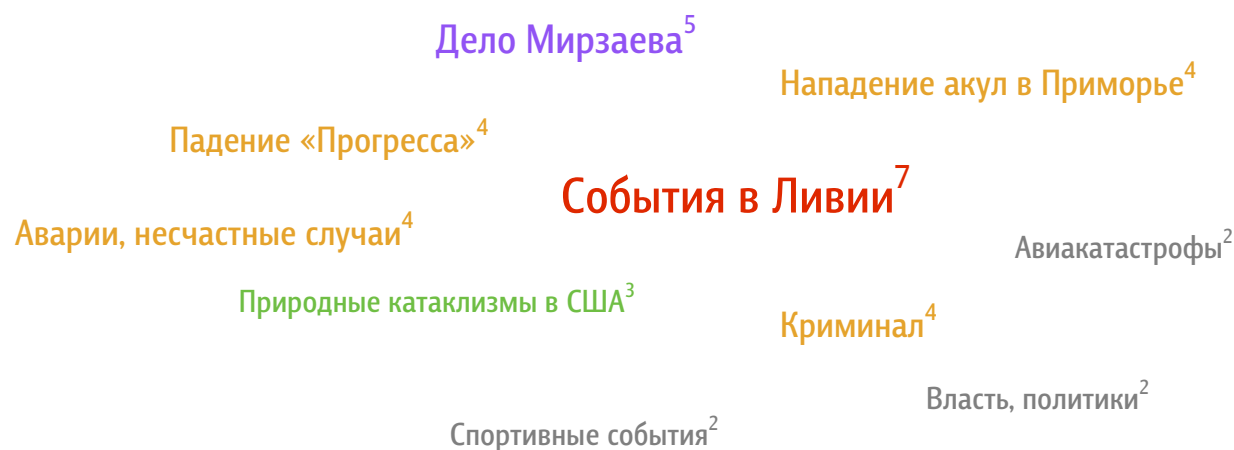 Дело Мирзаева⁵
Нападение акул в Приморье⁴
Падение «Прогресса»⁴
События в Ливии⁷
Аварии, несчастные случаи⁴
Авиакатастрофы²
Природные катаклизмы в США³
Криминал⁴
Власть, политики²
Спортивные события²